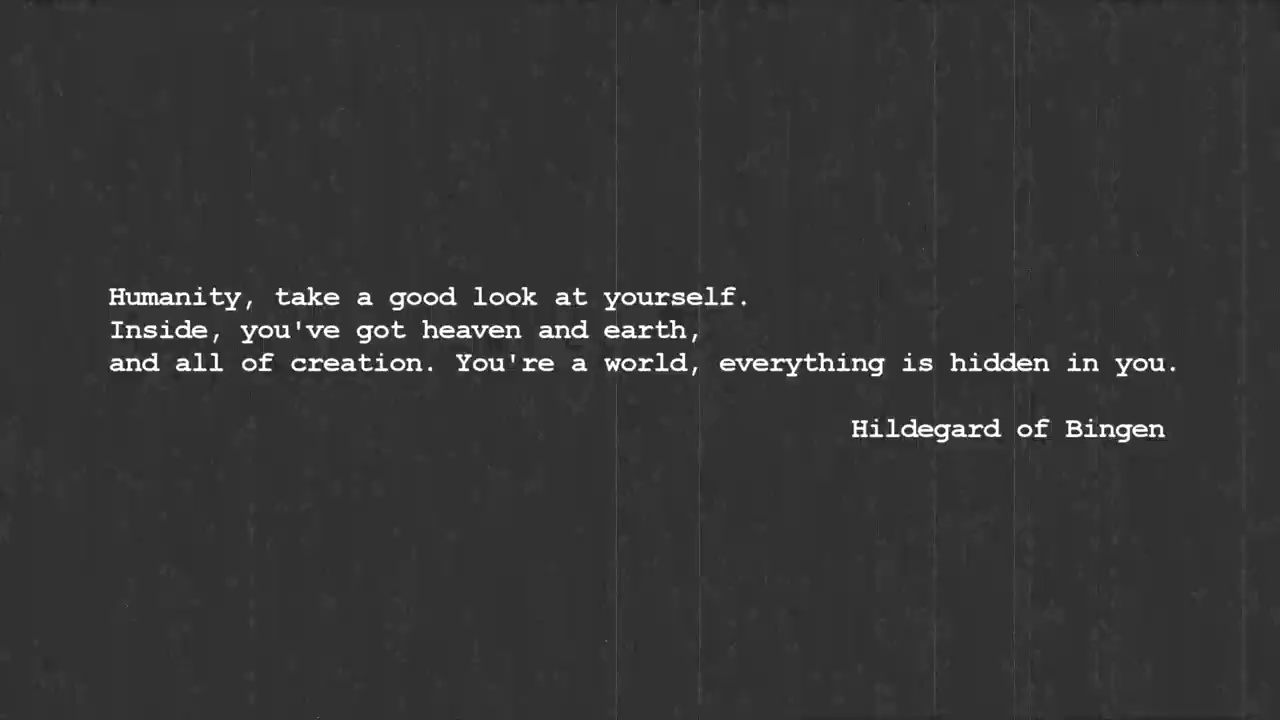 Humanity, take a good look at yourself.
Inside, you've got heaven and earth,
and all of creation. You're a world, everything is hidden in you.
Hildegard of Bingen